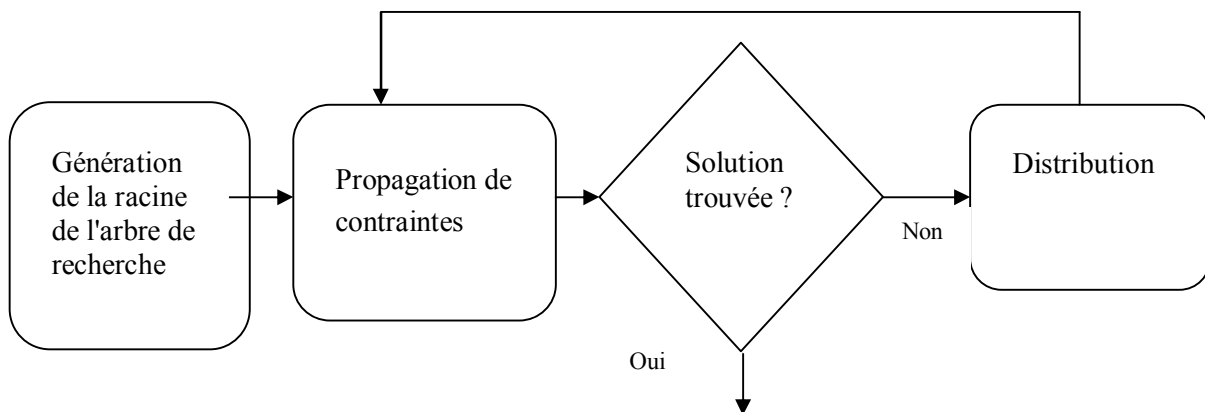 Génération
de la racine
de l'arbre de
recherche
Propagation de
contraintes
Solution
trouvée ?
Distribution
Non
Oui